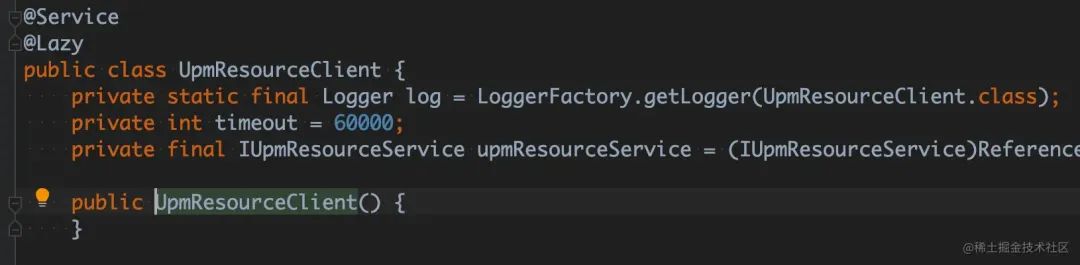 @Service
@Lazy
public class UpmResourceClient {
private static final Logger log = LoggerFactory.getLogger(UpmResourceClient.class);
private int timeout = 60000;
private final IUpmResourceService upmResourceService = (IUpmResourceService)Reference
public UpmResourceClient() {
}
@稀土掘金技术社区